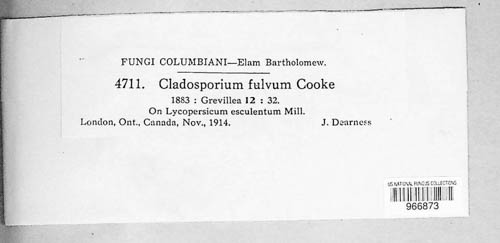 FUNGI COLUMBIANI—Elam Bartholomew.
4711. Cladosporium fulvum Cooke
1883 : Grevillea 12 : 32.
On Lycopersicum esculentum Mill.
London, Ont., Canada, Nov., 1914. J. Dearness
US NATIONAL FUNGUS COLLECTIONS
966873